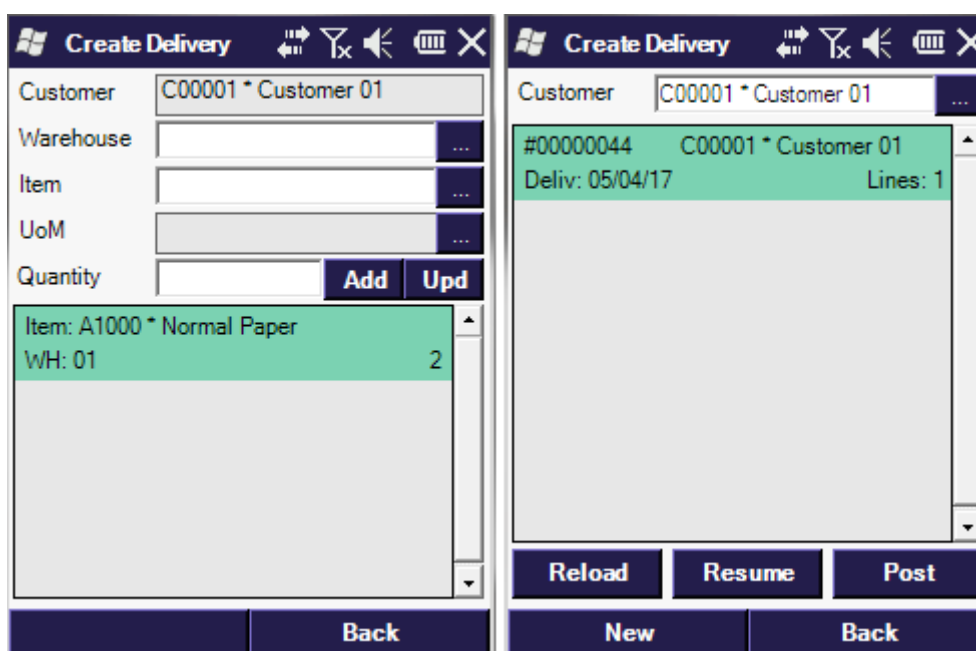 Create Delivery
Customer C00001 * Customer 01
Warehouse ...
Item ...
UoM ...
Quantity Add Upd
Item: A1000 * Normal Paper
WH: 01 2
Back
Create Delivery
Customer C00001 * Customer 01 ...
#00000044 C00001 * Customer 01
Deliv: 05/04/17 Lines: 1
Reload Resume Post
New Back